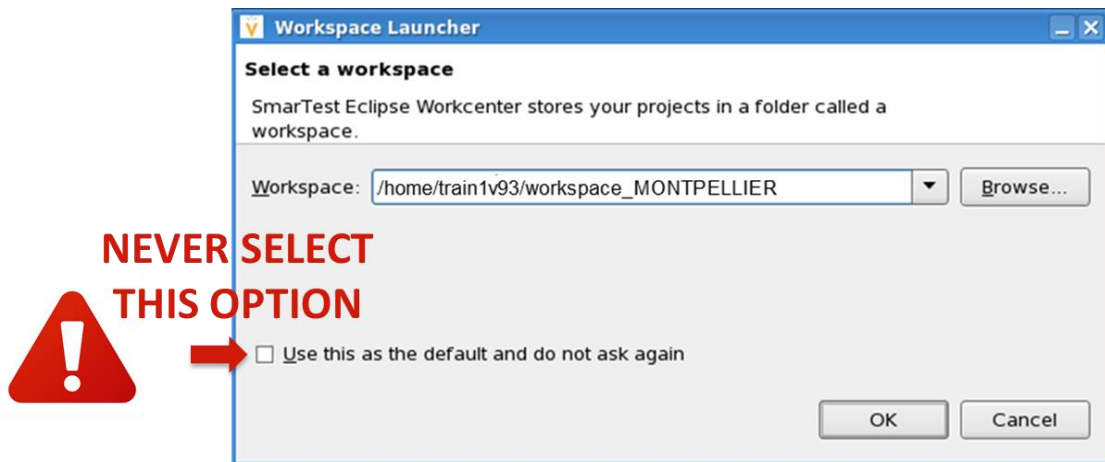 Workspace Launcher
Select a workspace
SmarTest Eclipse Workcenter stores your projects in a folder called a
workspace.
Workspace: /home/train1v93/workspace_MONTPELLIER Browse...
NEVER SELECT
THIS OPTION
Use this as the default and do not ask again
OK Cancel